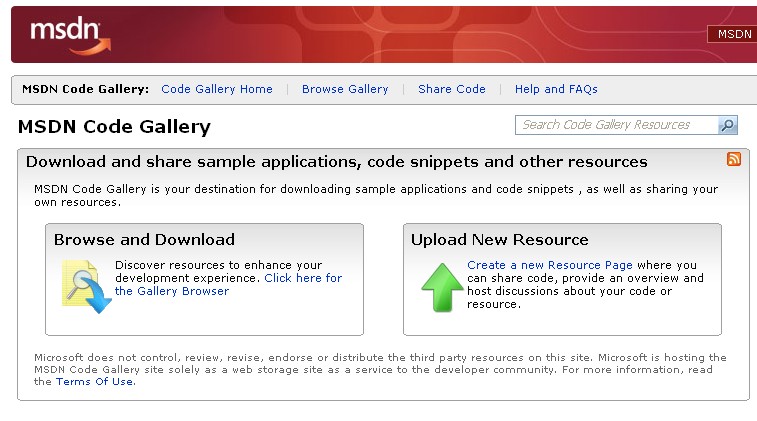 msdn
MSDN
MSDN Code Gallery: Code Gallery Home Browse Gallery Share Code Help and FAQs
MSDN Code Gallery
Search Code Gallery Resources
Download and share sample applications, code snippets and other resources
MSDN Code Gallery is your destination for downloading sample applications and code snippets , as well as sharing your
own resources.
Browse and Download
Discover resources to enhance your
development experience. Click here for
the Gallery Browser
Upload New Resource
Create a new Resource Page where you
can share code, provide an overview and
host discussions about your code or
resource.
Microsoft does not control, review, revise, endorse or distribute the third party resources on this site. Microsoft is hosting the
MSDN Code Gallery site solely as a web storage site as a service to the developer community. For more information, read
the Terms Of Use.